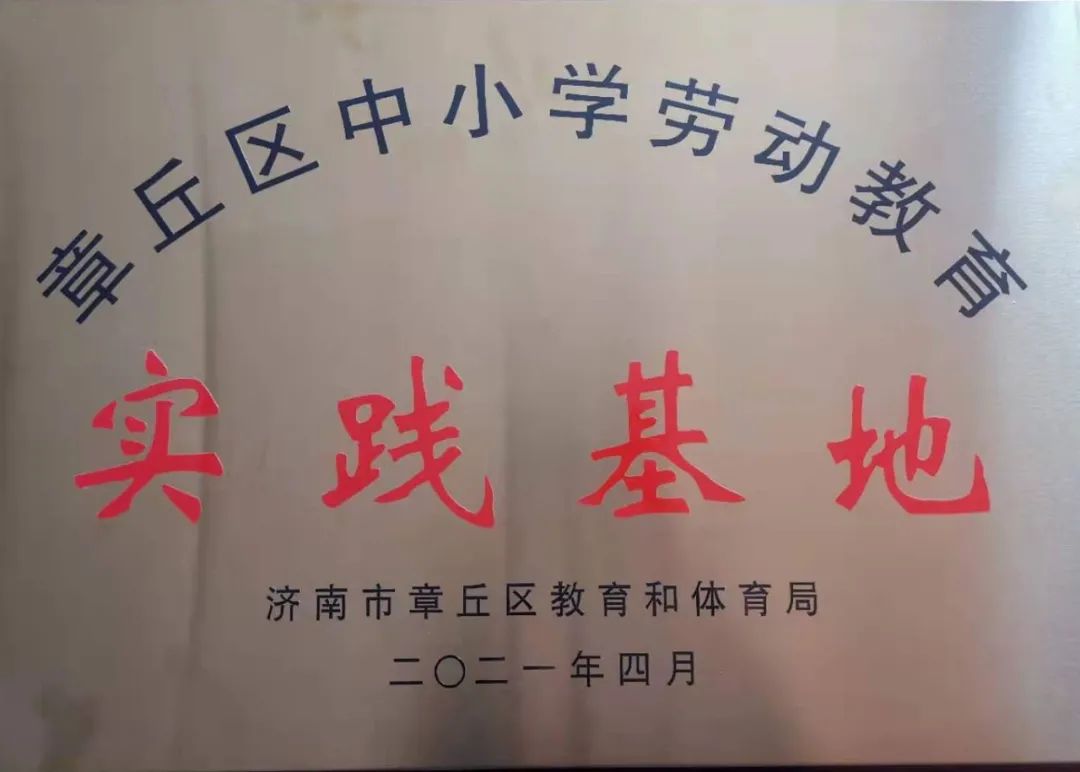 章丘区中小学劳动教育
实践基地
济南市章丘区教育和体育局
二〇二一年四月